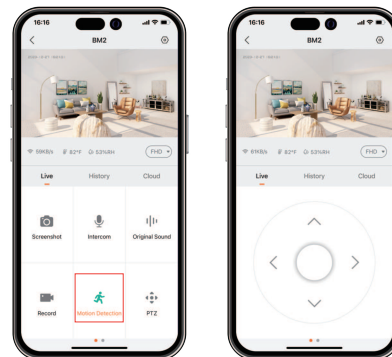 16:16
BM2
59KB/s 82°F 53%RH FHD
Live History Cloud
Screenshot Intercom Original Sound
Record Motion Detection PTZ
16:16
BM2
61KB/s 82°F 53%RH FHD
Live History Cloud